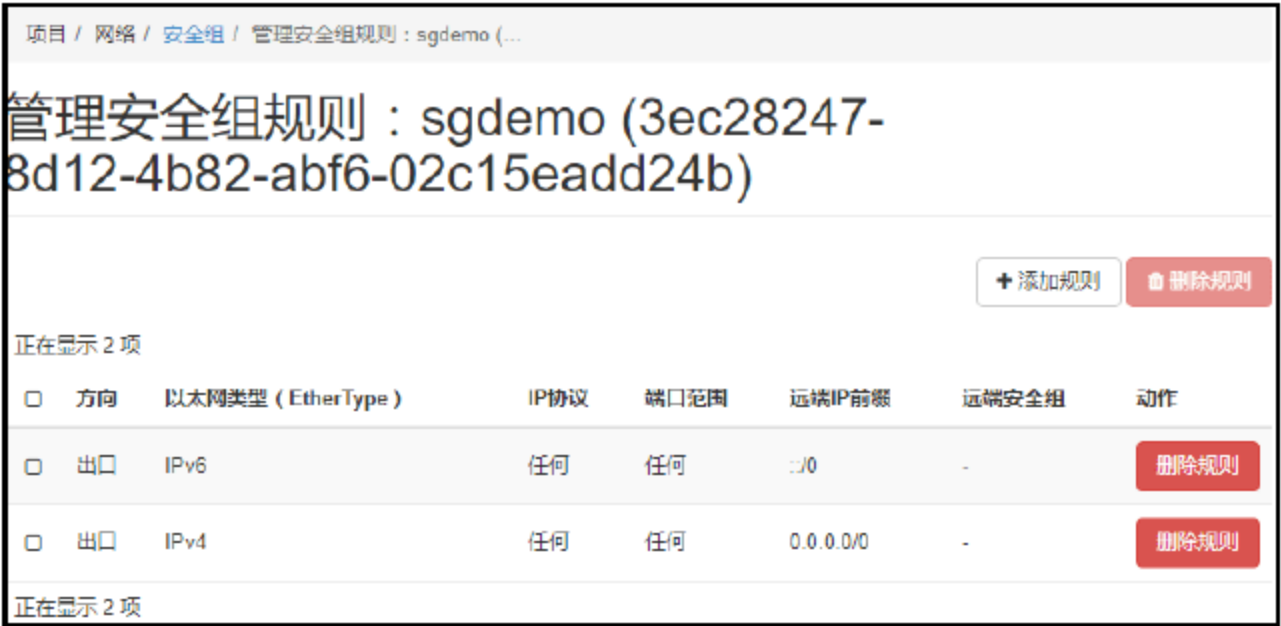 项目 / 网络 / 安全组 / 管理安全组规则：sgdemo (...
管理安全组规则：sgdemo (3ec28247-
8d12-4b82-abf6-02c15eadd24b)
+添加规则 删除规则
正在显示 2 项
方向 以太网类型（EtherType） IP协议 端口范围 远端IP前缀 远端安全组 动作
出口 IPv6 任何 任何 ::/0 - 删除规则
出口 IPv4 任何 任何 0.0.0.0/0 - 删除规则
正在显示 2 项